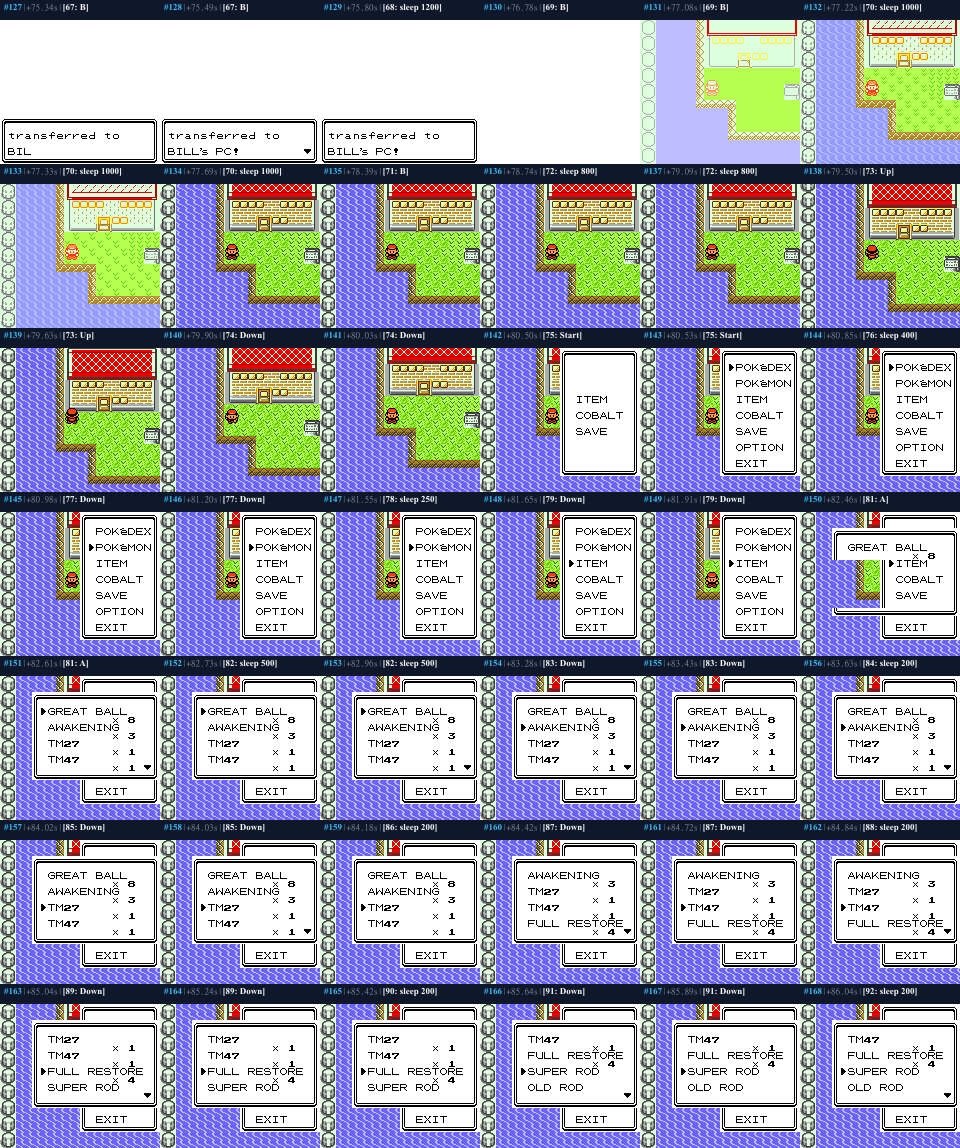 #127 | +75.34s | [67: B]
#128 | +75.49s | [67: B]
#129 | +75.80s | [68: sleep 1200]
#130 | +76.78s | [69: B]
#131 | +77.08s | [69: B]
#132 | +77.22s | [70: sleep 1000]
transferred to
BIL
transferred to
BILL's PC!
transferred to
BILL's PC!
#133 | +77.33s | [70: sleep 1000]
#134 | +77.69s | [70: sleep 1000]
#135 | +78.39s | [71: B]
#136 | +78.74s | [72: sleep 800]
#137 | +79.09s | [72: sleep 800]
#138 | +79.50s | [73: Up]
#139 | +79.63s | [73: Up]
#140 | +79.90s | [74: Down]
#141 | +80.03s | [74: Down]
#142 | +80.50s | [75: Start]
#143 | +80.53s | [75: Start]
#144 | +80.85s | [76: sleep 400]
ITEM
COBALT
SAVE
POKéDEX
POKéMON
ITEM
COBALT
SAVE
OPTION
EXIT
POKéDEX
POKéMON
ITEM
COBALT
SAVE
OPTION
EXIT
#145 | +80.98s | [77: Down]
#146 | +81.20s | [77: Down]
#147 | +81.55s | [78: sleep 250]
#148 | +81.65s | [79: Down]
#149 | +81.91s | [79: Down]
#150 | +82.46s | [81: A]
POKéDEX
POKéMON
ITEM
COBALT
SAVE
OPTION
EXIT
POKéDEX
POKéMON
ITEM
COBALT
SAVE
OPTION
EXIT
POKéDEX
POKéMON
ITEM
COBALT
SAVE
OPTION
EXIT
POKéDEX
POKéMON
ITEM
COBALT
SAVE
OPTION
EXIT
POKéDEX
POKéMON
ITEM
COBALT
SAVE
OPTION
EXIT
GREAT BALL
× 8
ITEM
COBALT
SAVE
EXIT
#151 | +82.61s | [81: A]
#152 | +82.73s | [82: sleep 500]
#153 | +82.96s | [82: sleep 500]
#154 | +83.28s | [83: Down]
#155 | +83.43s | [83: Down]
#156 | +83.63s | [84: sleep 200]
GREAT BALL
× 8
AWAKENING
× 3
TM27
× 1
TM47
× 1
EXIT
GREAT BALL
× 8
AWAKENING
× 3
TM27
× 1
TM47
× 1
EXIT
GREAT BALL
× 8
AWAKENING
× 3
TM27
× 1
TM47
× 1
EXIT
GREAT BALL
× 8
AWAKENING
× 3
TM27
× 1
TM47
× 1
EXIT
GREAT BALL
× 8
AWAKENING
× 3
TM27
× 1
TM47
× 1
EXIT
GREAT BALL
× 8
AWAKENING
× 3
TM27
× 1
TM47
× 1
EXIT
#157 | +84.02s | [85: Down]
#158 | +84.03s | [85: Down]
#159 | +84.18s | [86: sleep 200]
#160 | +84.42s | [87: Down]
#161 | +84.72s | [87: Down]
#162 | +84.84s | [88: sleep 200]
GREAT BALL
× 8
AWAKENING
× 3
TM27
× 1
TM47
× 1
EXIT
GREAT BALL
× 8
AWAKENING
× 3
TM27
× 1
TM47
× 1
EXIT
GREAT BALL
× 8
AWAKENING
× 3
TM27
× 1
TM47
× 1
EXIT
AWAKENING
× 3
TM27
× 1
TM47
× 1
FULL RESTORE
× 4
EXIT
AWAKENING
× 3
TM27
× 1
TM47
× 1
FULL RESTORE
× 4
EXIT
AWAKENING
× 3
TM27
× 1
TM47
× 1
FULL RESTORE
× 4
EXIT
#163 | +85.04s | [89: Down]
#164 | +85.24s | [89: Down]
#165 | +85.42s | [90: sleep 200]
#166 | +85.64s | [91: Down]
#167 | +85.89s | [91: Down]
#168 | +86.04s | [92: sleep 200]
TM27
× 1
TM47
× 1
FULL RESTORE
× 4
SUPER ROD
EXIT
TM27
× 1
TM47
× 1
FULL RESTORE
× 4
SUPER ROD
EXIT
TM27
× 1
TM47
× 1
FULL RESTORE
× 4
SUPER ROD
EXIT
TM47
× 1
FULL RESTORE
× 4
SUPER ROD
OLD ROD
EXIT
TM47
× 1
FULL RESTORE
× 4
SUPER ROD
OLD ROD
EXIT
TM47
× 1
FULL RESTORE
× 4
SUPER ROD
OLD ROD
EXIT